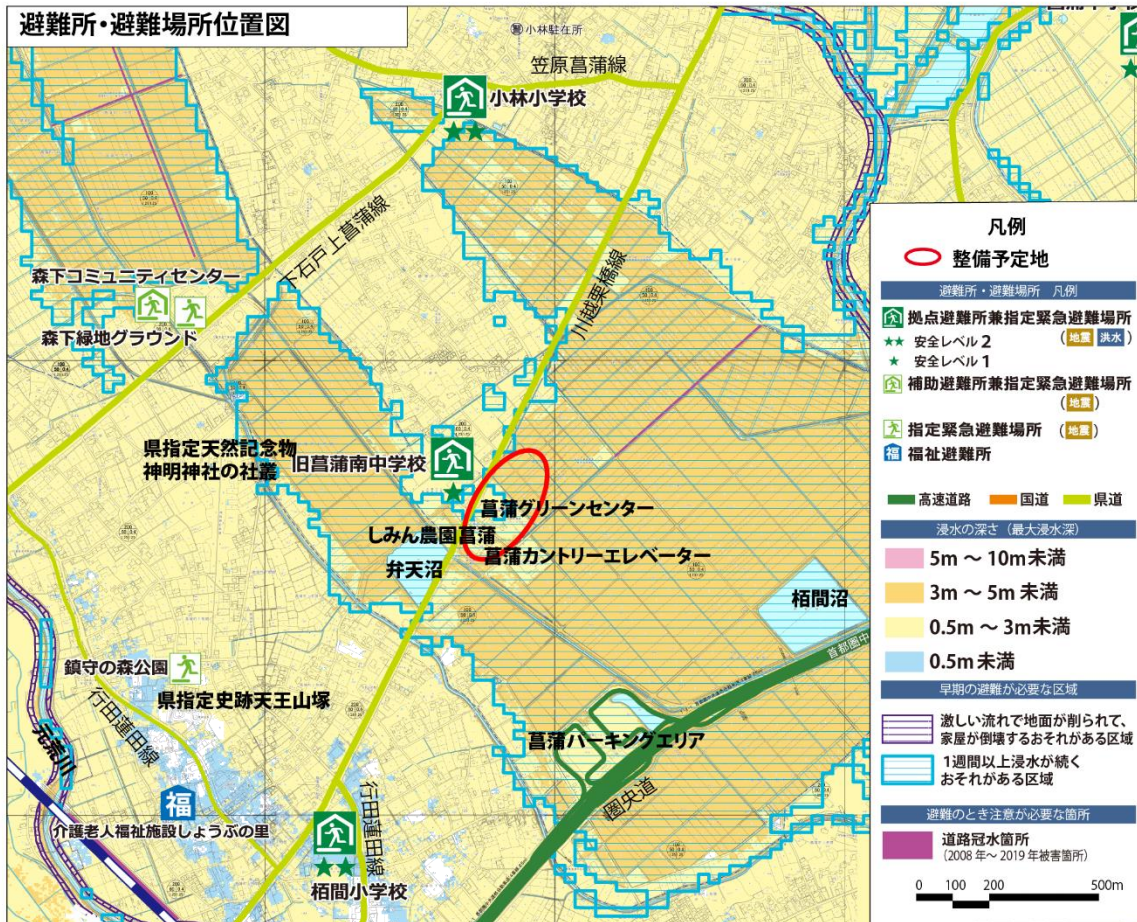 避難所・避難場所位置図
小林駐在所
笠原菖蒲線
小林小学校
★★
下石戸上菖蒲線
川越栗橋線
森下コミュニティセンター
森下緑地グラウンド
県指定天然記念物
神明神社の社叢
旧菖蒲南中学校
★
菖蒲グリーンセンター
しみん農園菖蒲
菖蒲カントリーエレベーター
弁天沼
栢間沼
首都圏中
鎮守の森公園
県指定史跡天王山塚
行田蓮田線
元荒川
菖蒲パーキングエリア
圏央道
福
介護老人福祉施設しょうぶの里
行田蓮田線
★★
栢間小学校
凡例
整備予定地
避難所・避難場所 凡例
拠点避難所兼指定緊急避難場所
★★ 安全レベル2 (地震 洪水)
★ 安全レベル1
補助避難所兼指定緊急避難場所
(地震)
指定緊急避難場所 (地震)
福 福祉避難所
高速道路 国道 県道
浸水の深さ(最大浸水深)
5m ～ 10m未満
3m ～ 5m 未満
0.5m ～ 3m未満
0.5m 未満
早期の避難が必要な区域
激しい流れで地面が削られて、
家屋が倒壊するおそれがある区域
1週間以上浸水が続く
おそれがある区域
避難のとき注意が必要な箇所
道路冠水箇所
(2008年～2019年被害箇所)
0 100 200 500m